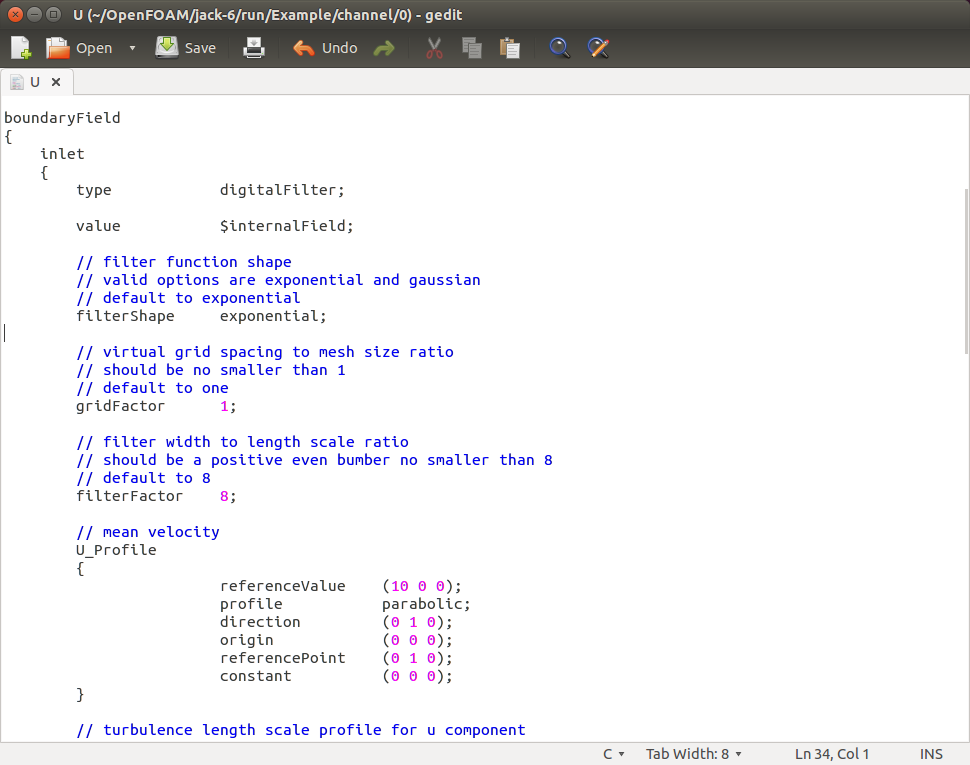 U (~/OpenFOAM/jack-6/run/Example/channel/0) - gedit
Open Save Undo
U
boundaryField
{
    inlet
    {
        type            digitalFilter;

        value           $internalField;

        // filter function shape
        // valid options are exponential and gaussian
        // default to exponential
        filterShape     exponential;

        // virtual grid spacing to mesh size ratio
        // should be no smaller than 1
        // default to one
        gridFactor      1;

        // filter width to length scale ratio
        // should be a positive even bumber no smaller than 8
        // default to 8
        filterFactor    8;

        // mean velocity
        U_Profile
        {
                        referenceValue    (10 0 0);
                        profile           parabolic;
                        direction         (0 1 0);
                        origin            (0 0 0);
                        referencePoint    (0 1 0);
                        constant          (0 0 0);
        }

        // turbulence length scale profile for u component
C Tab Width: 8 Ln 34, Col 1 INS